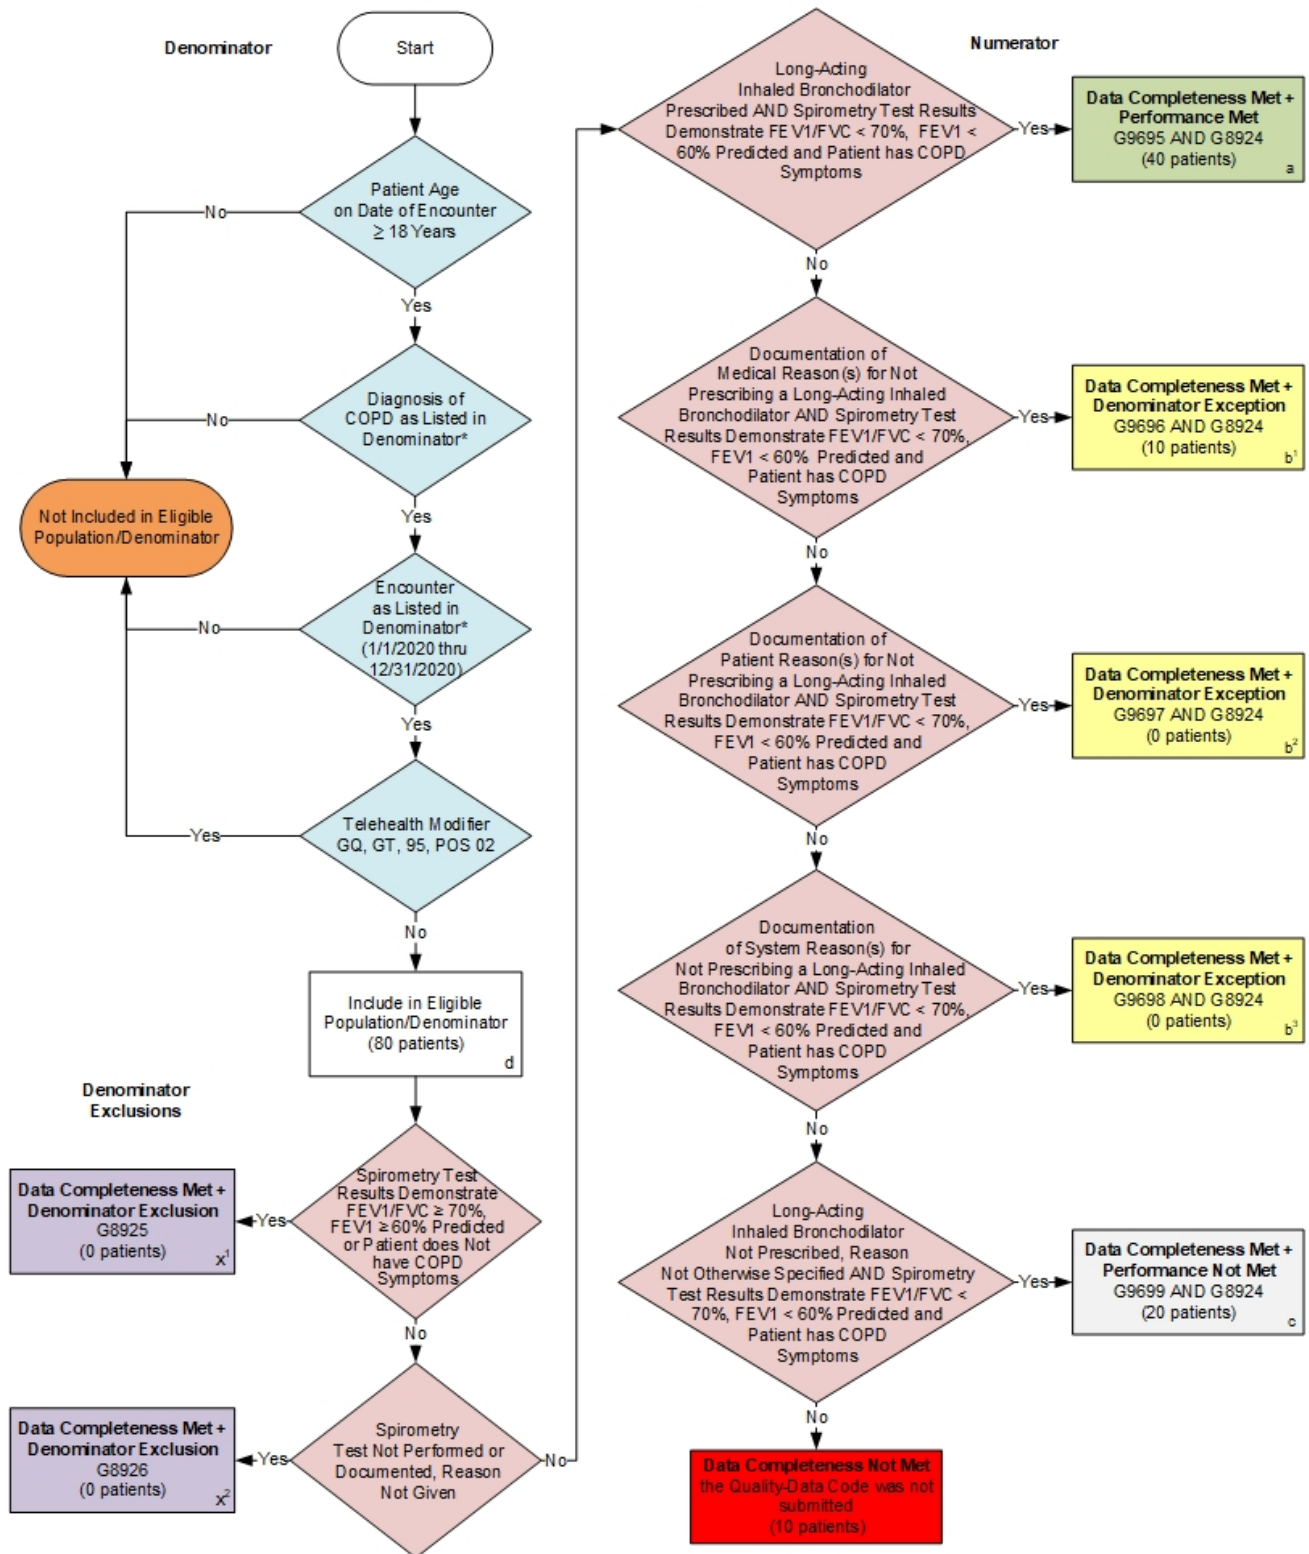 Denominator
Start
Patient Age
on Date of Encounter
≥ 18 Years
No
Yes
Diagnosis of
COPD as Listed in
Denominator*
No
Yes
Not Included in Eligible
Population/Denominator
Encounter
as Listed in
Denominator*
(1/1/2020 thru
12/31/2020)
No
Yes
Telehealth Modifier
GQ, GT, 95, POS 02
Yes
No
Include in Eligible
Population/Denominator
(80 patients)
d
Denominator
Exclusions
Spirometry Test
Results Demonstrate
FEV1/FVC ≥ 70%,
FEV1 ≥ 60% Predicted
or Patient does Not
have COPD
Symptoms
Yes
Data Completeness Met +
Denominator Exclusion
G8925
(0 patients)
x1
No
Spirometry
Test Not Performed or
Documented, Reason
Not Given
Yes
Data Completeness Met +
Denominator Exclusion
G8926
(0 patients)
x2
No
Numerator
Long-Acting
Inhaled Bronchodilator
Prescribed AND Spirometry Test Results
Demonstrate FEV1/FVC < 70%, FEV1 <
60% Predicted and Patient has COPD
Symptoms
Yes
Data Completeness Met +
Performance Met
G9695 AND G8924
(40 patients)
a
No
Documentation of
Medical Reason(s) for Not
Prescribing a Long-Acting Inhaled
Bronchodilator AND Spirometry Test
Results Demonstrate FEV1/FVC < 70%,
FEV1 < 60% Predicted and
Patient has COPD
Symptoms
Yes
Data Completeness Met +
Denominator Exception
G9696 AND G8924
(10 patients)
b1
No
Documentation of
Patient Reason(s) for Not
Prescribing a Long-Acting Inhaled
Bronchodilator AND Spirometry Test
Results Demonstrate FEV1/FVC < 70%,
FEV1 < 60% Predicted and
Patient has COPD
Symptoms
Yes
Data Completeness Met +
Denominator Exception
G9697 AND G8924
(0 patients)
b2
No
Documentation
of System Reason(s) for
Not Prescribing a Long-Acting Inhaled
Bronchodilator AND Spirometry Test
Results Demonstrate FEV1/FVC < 70%,
FEV1 < 60% Predicted and
Patient has COPD
Symptoms
Yes
Data Completeness Met +
Denominator Exception
G9698 AND G8924
(0 patients)
b3
No
Long-Acting
Inhaled Bronchodilator
Not Prescribed, Reason
Not Otherwise Specified AND Spirometry
Test Results Demonstrate FEV1/FVC <
70%, FEV1 < 60% Predicted and
Patient has COPD
Symptoms
Yes
Data Completeness Met +
Performance Not Met
G9699 AND G8924
(20 patients)
c
No
Data Completeness Not Met
the Quality-Data Code was not
submitted
(10 patients)